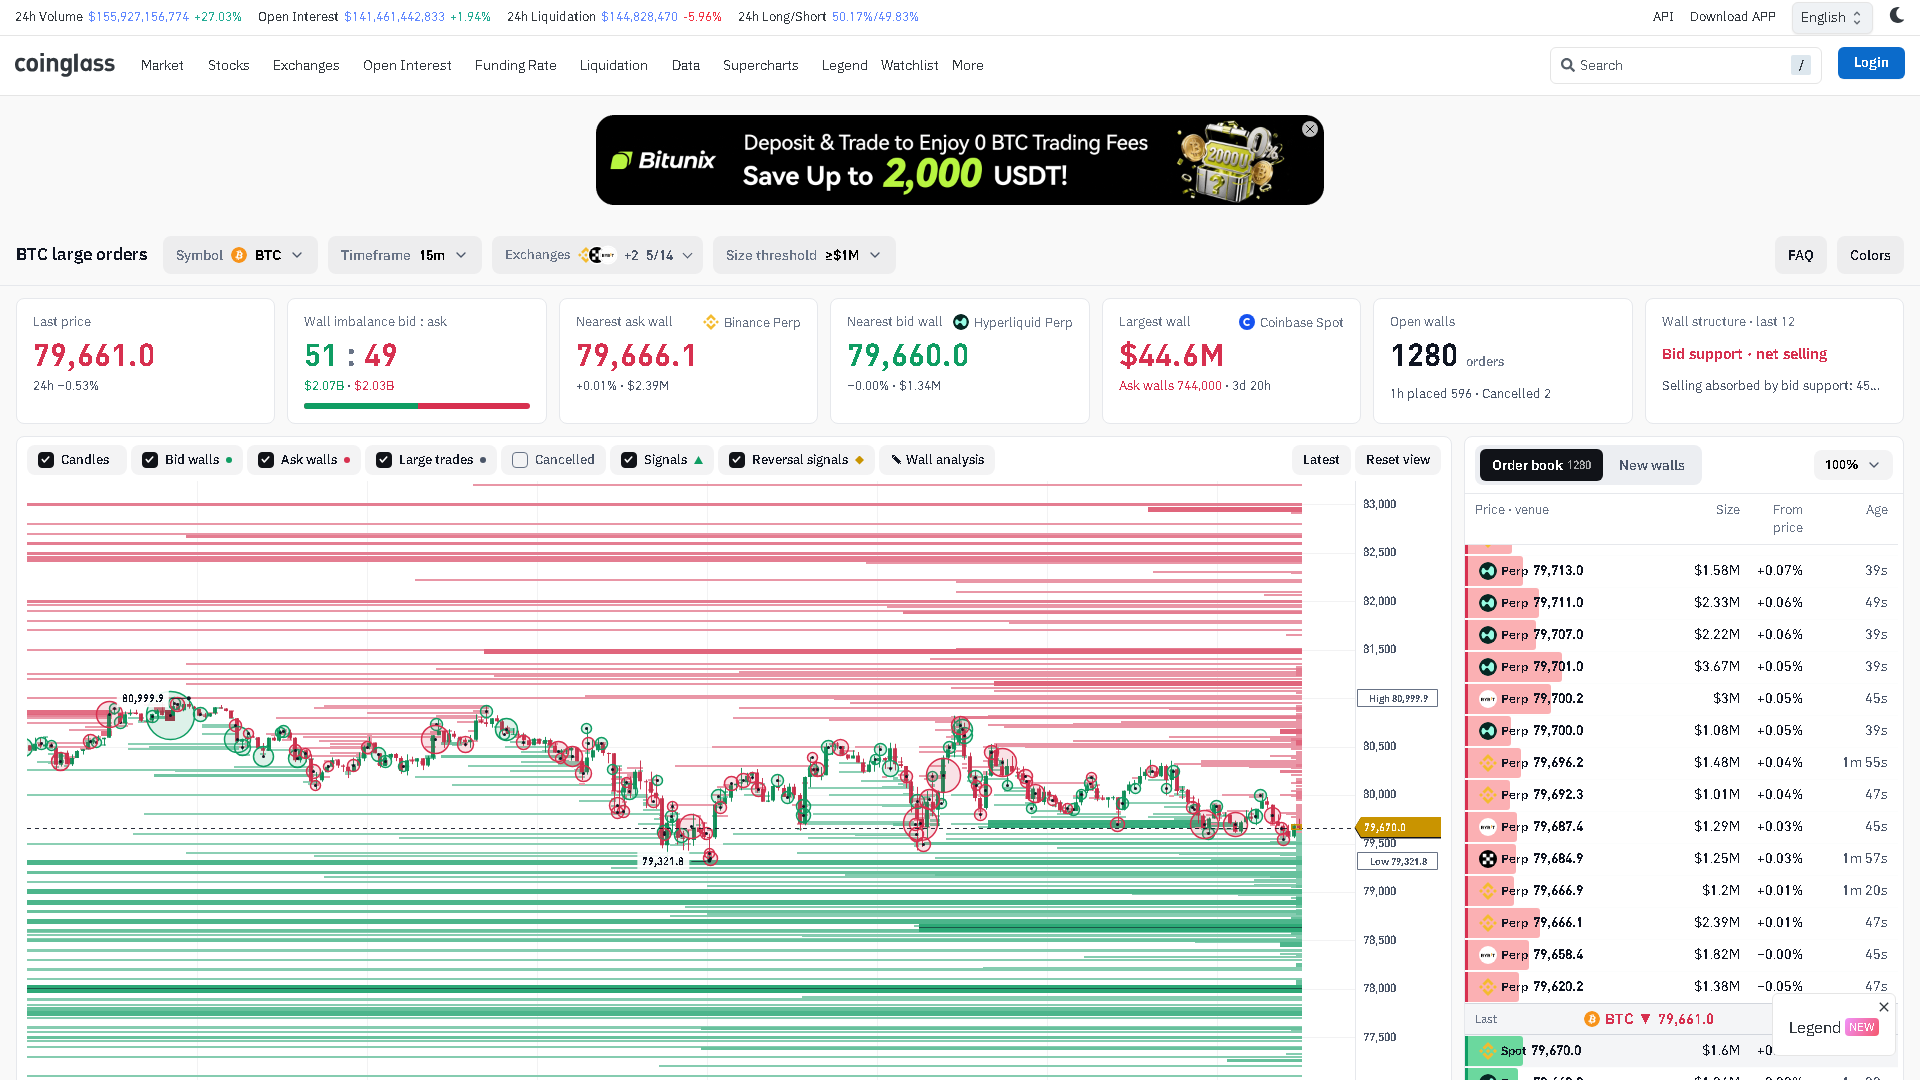 24h Volume $155,927,156,774 +27.03% Open Interest $141,461,442,833 +1.94% 24h Liquidation $144,828,470 -5.96% 24h Long/Short 50.17%/49.83% API Download APP English
coinglass Market Stocks Exchanges Open Interest Funding Rate Liquidation Data Supercharts Legend Watchlist More Search / Login
Bitunix Deposit & Trade to Enjoy 0 BTC Trading Fees
Save Up to 2,000 USDT!
BTC large orders Symbol BTC Timeframe 15m Exchanges +2 5/14 Size threshold ≥$1M FAQ Colors
Last price
79,661.0
24h −0.53%
Wall imbalance bid : ask
51 : 49
$2.07B · $2.03B
Nearest ask wall Binance Perp
79,666.1
+0.01% · $2.39M
Nearest bid wall Hyperliquid Perp
79,660.0
−0.00% · $1.34M
Largest wall Coinbase Spot
$44.6M
Ask walls 744,000 · 3d 20h
Open walls
1280 orders
1h placed 596 · Cancelled 2
Wall structure · last 12
Bid support · net selling
Selling absorbed by bid support: 45...
Candles Bid walls Ask walls Large trades Cancelled Signals Reversal signals Wall analysis Latest Reset view
83,000
82,500
82,000
81,500
80,999.9
High 80,999.9
80,500
80,000
79,670.0
79,500
79,321.8
Low 79,321.8
79,000
78,500
78,000
77,500
Order book 1280 New walls 100%
Price · venue Size From price Age
Perp 79,713.0 $1.58M +0.07% 39s
Perp 79,711.0 $2.33M +0.06% 49s
Perp 79,707.0 $2.22M +0.06% 39s
Perp 79,701.0 $3.67M +0.05% 39s
Perp 79,700.2 $3M +0.05% 45s
Perp 79,700.0 $1.08M +0.05% 39s
Perp 79,696.2 $1.48M +0.04% 1m 55s
Perp 79,692.3 $1.01M +0.04% 47s
Perp 79,687.4 $1.29M +0.03% 45s
Perp 79,684.9 $1.25M +0.03% 1m 57s
Perp 79,666.9 $1.2M +0.01% 1m 20s
Perp 79,666.1 $2.39M +0.01% 47s
Perp 79,658.4 $1.82M −0.00% 45s
Perp 79,620.2 $1.38M −0.05% 47s
Last BTC ▼ 79,661.0
Spot 79,670.0 $1.6M +0
Legend NEW